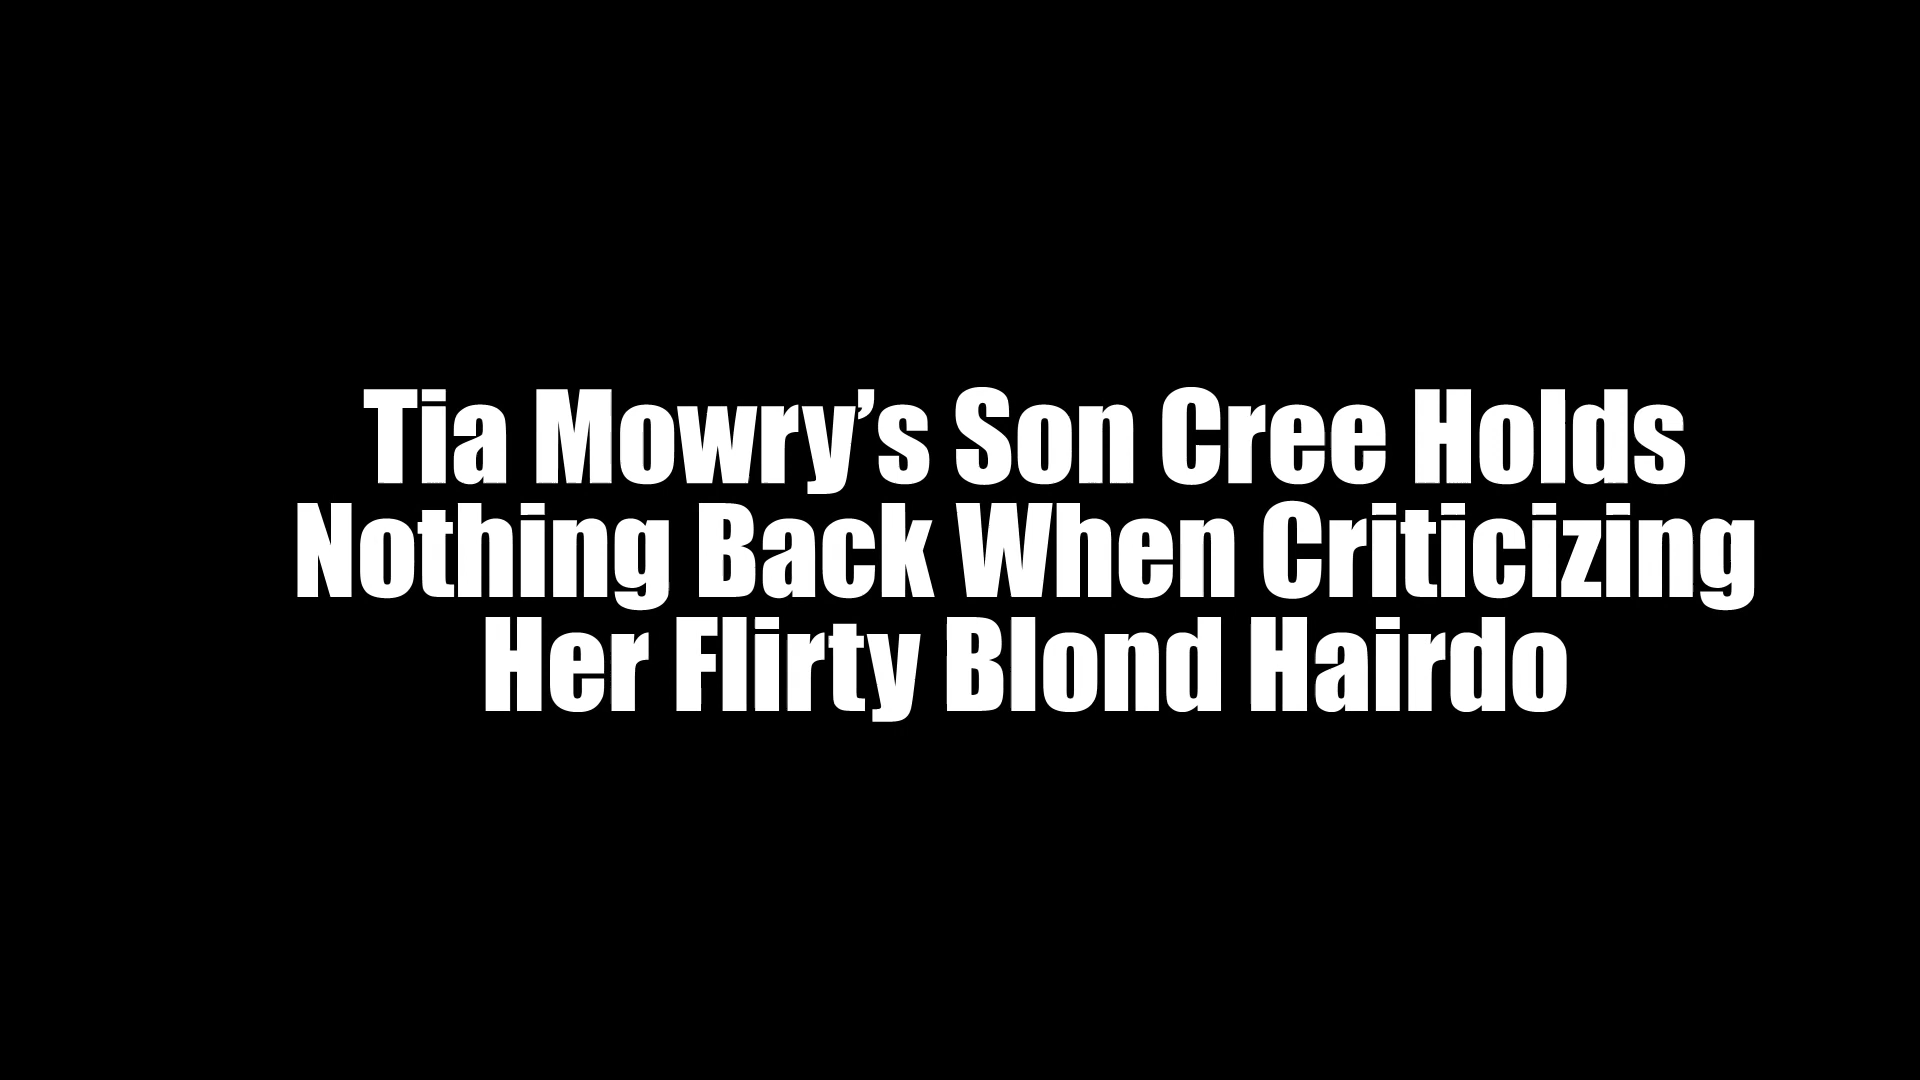 Tia Mowry’s Son Cree Holds
Nothing Back When Criticizing
Her Flirty Blond Hairdo